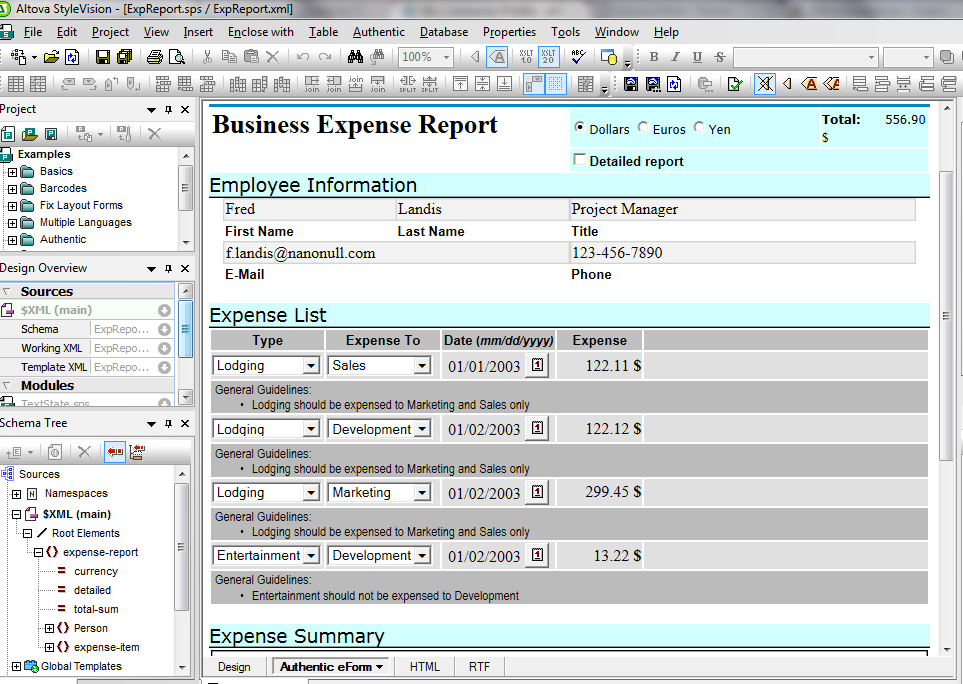 Altova StyleVision - [ExpReport.sps / ExpReport.xml]
File Edit Project View Insert Enclose with Table Authentic Database Properties Tools Window Help
100% XSLT 1.0 XSLT 2.0 ABC B I U S
Project
Examples
Basics
Barcodes
Fix Layout Forms
Multiple Languages
Authentic
Design Overview
Sources
$XML (main)
Schema ExpRepo...
Working XML ExpRepo...
Template XML ExpRepo...
Modules
TextState.sps
Schema Tree
Sources
Namespaces
$XML (main)
Root Elements
expense-report
currency
detailed
total-sum
Person
expense-item
Global Templates
Business Expense Report
Dollars Euros Yen
Total: 556.90
$
Detailed report
Employee Information
Fred Landis Project Manager
First Name Last Name Title
f.landis@nanonull.com 123-456-7890
E-Mail Phone
Expense List
Type Expense To Date (mm/dd/yyyy) Expense
Lodging Sales 01/01/2003 122.11 $
General Guidelines:
• Lodging should be expensed to Marketing and Sales only
Lodging Development 01/02/2003 122.12 $
General Guidelines:
• Lodging should be expensed to Marketing and Sales only
Lodging Marketing 01/02/2003 299.45 $
General Guidelines:
• Lodging should be expensed to Marketing and Sales only
Entertainment Development 01/02/2003 13.22 $
General Guidelines:
• Entertainment should not be expensed to Development
Expense Summary
Design Authentic eForm HTML RTF